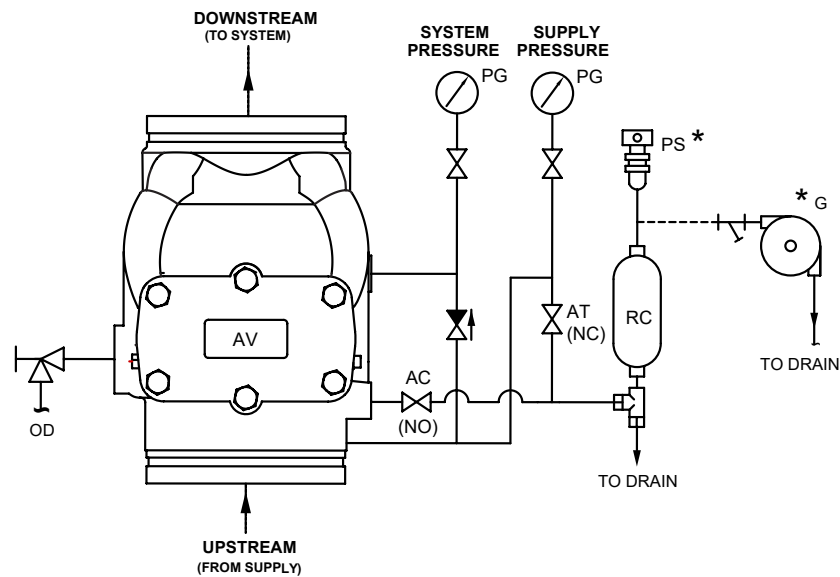 DOWNSTREAM
(TO SYSTEM)
SYSTEM
PRESSURE
SUPPLY
PRESSURE
PG
PG
PS *
* G
AV
AT
(NC)
RC
TO DRAIN
AC
(NO)
OD
TO DRAIN
UPSTREAM
(FROM SUPPLY)